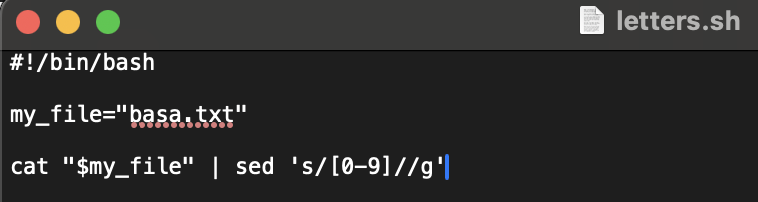 letters.sh
#!/bin/bash
my_file="basa.txt"
cat "$my_file" | sed 's/[0-9]//g'